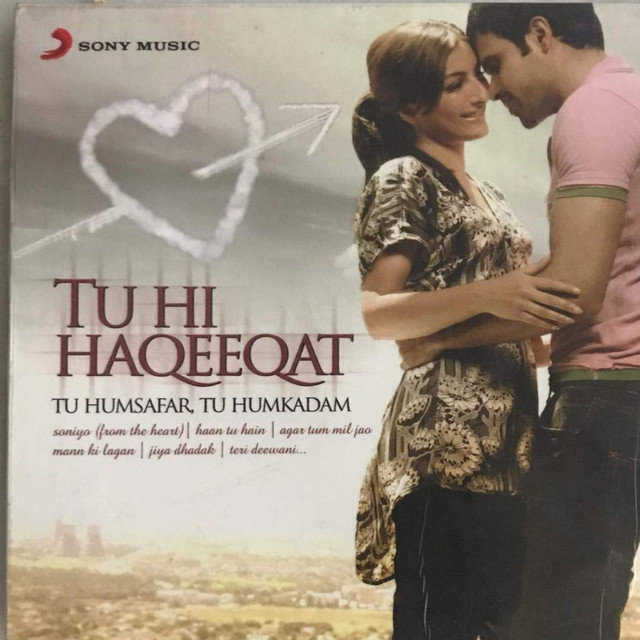 SONY MUSIC
TU HI
HAQEEQAT
TU HUMSAFAR, TU HUMKADAM
soniyo (from the heart) | haan tu hain | agar tum mil jao
mann ki lagan | jiya dhadak | teri deewani...